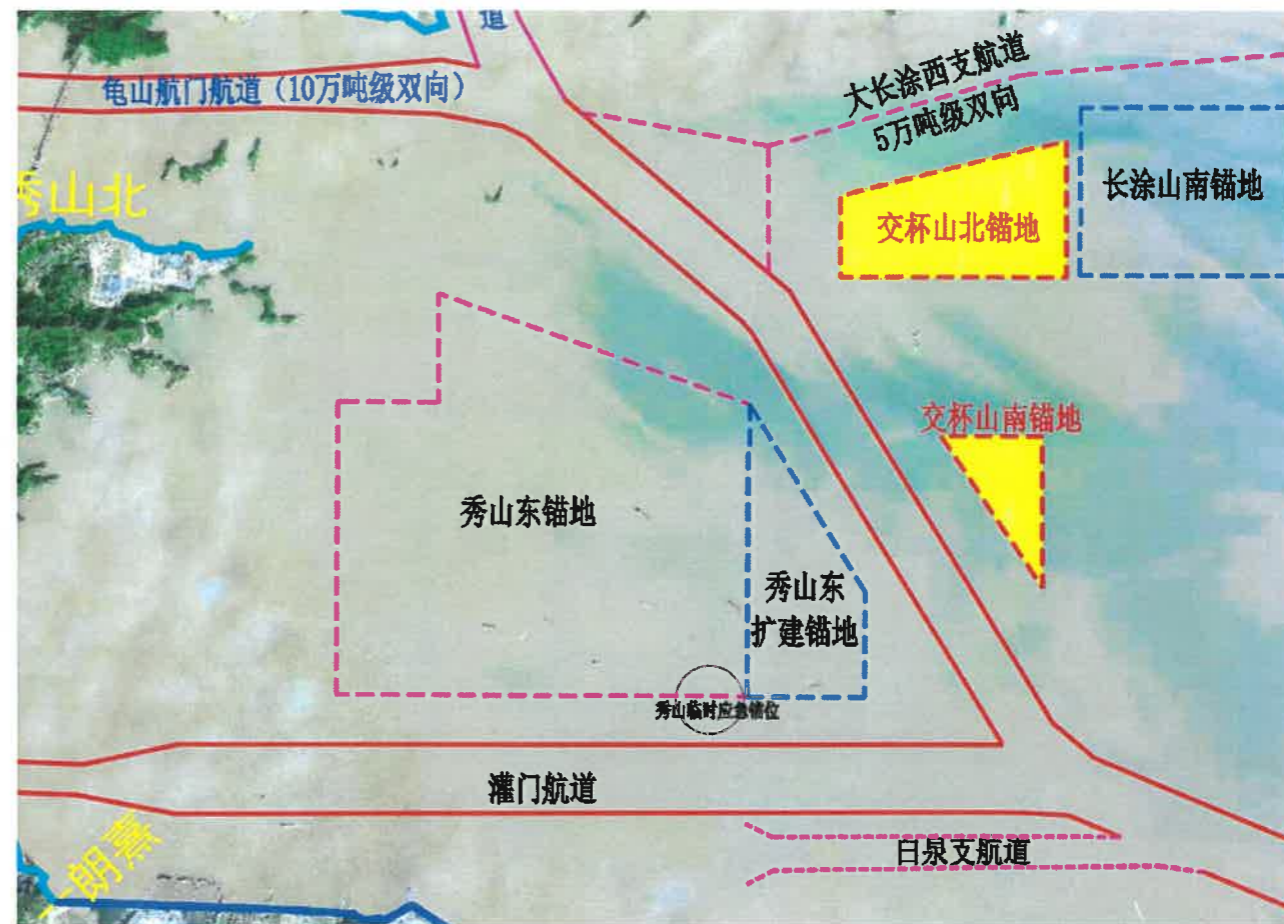 道
龟山航门航道（10万吨级双向）
大长涂西支航道
5万吨级双向
长涂山南锚地
交杯山北锚地
秀山北
交杯山南锚地
秀山东锚地
秀山东
扩建锚地
秀山临时应急锚位
灌门航道
白泉支航道
朗熹